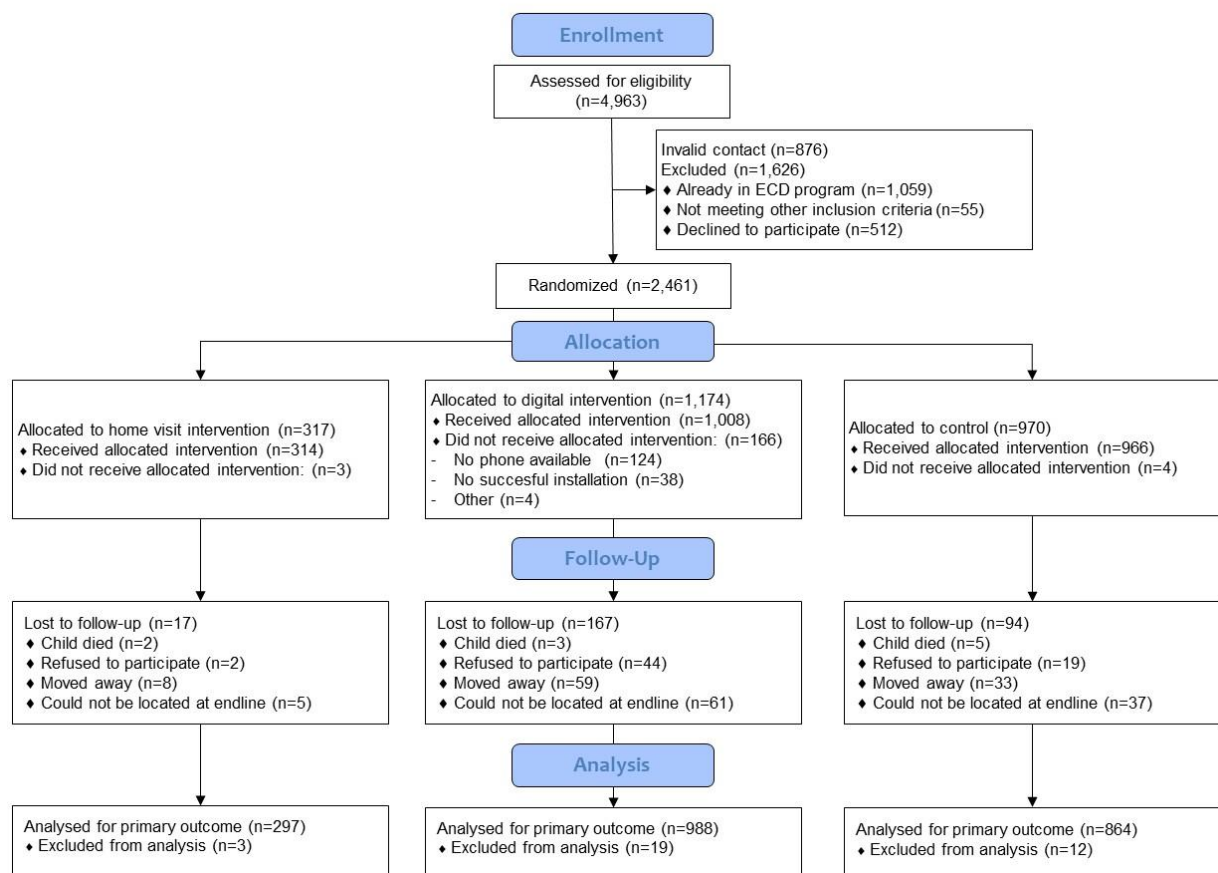 Enrollment
Assessed for eligibility
(n=4,963)
Invalid contact (n=876)
Excluded (n=1,626)
♦ Already in ECD program (n=1,059)
♦ Not meeting other inclusion criteria (n=55)
♦ Declined to participate (n=512)
Randomized (n=2,461)
Allocation
Allocated to home visit intervention (n=317)
♦ Received allocated intervention (n=314)
♦ Did not receive allocated intervention: (n=3)
Allocated to digital intervention (n=1,174)
♦ Received allocated intervention (n=1,008)
♦ Did not receive allocated intervention: (n=166)
- No phone available (n=124)
- No succesful installation (n=38)
- Other (n=4)
Allocated to control (n=970)
♦ Received allocated intervention (n=966)
♦ Did not receive allocated intervention (n=4)
Follow-Up
Lost to follow-up (n=17)
♦ Child died (n=2)
♦ Refused to participate (n=2)
♦ Moved away (n=8)
♦ Could not be located at endline (n=5)
Lost to follow-up (n=167)
♦ Child died (n=3)
♦ Refused to participate (n=44)
♦ Moved away (n=59)
♦ Could not be located at endline (n=61)
Lost to follow-up (n=94)
♦ Child died (n=5)
♦ Refused to participate (n=19)
♦ Moved away (n=33)
♦ Could not be located at endline (n=37)
Analysis
Analysed for primary outcome (n=297)
♦ Excluded from analysis (n=3)
Analysed for primary outcome (n=988)
♦ Excluded from analysis (n=19)
Analysed for primary outcome (n=864)
♦ Excluded from analysis (n=12)